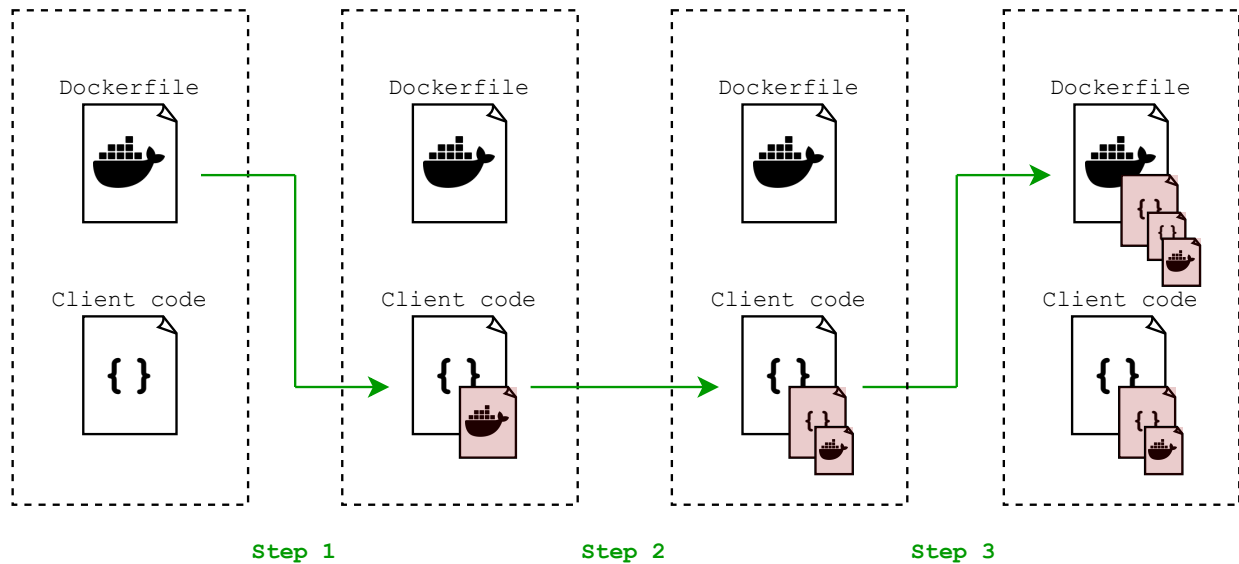 Dockerfile
Dockerfile
Dockerfile
Dockerfile
{ }
{ }
Client code
Client code
Client code
Client code
{ }
{ }
{ }
{ }
{ }
{ }
Step 1
Step 2
Step 3